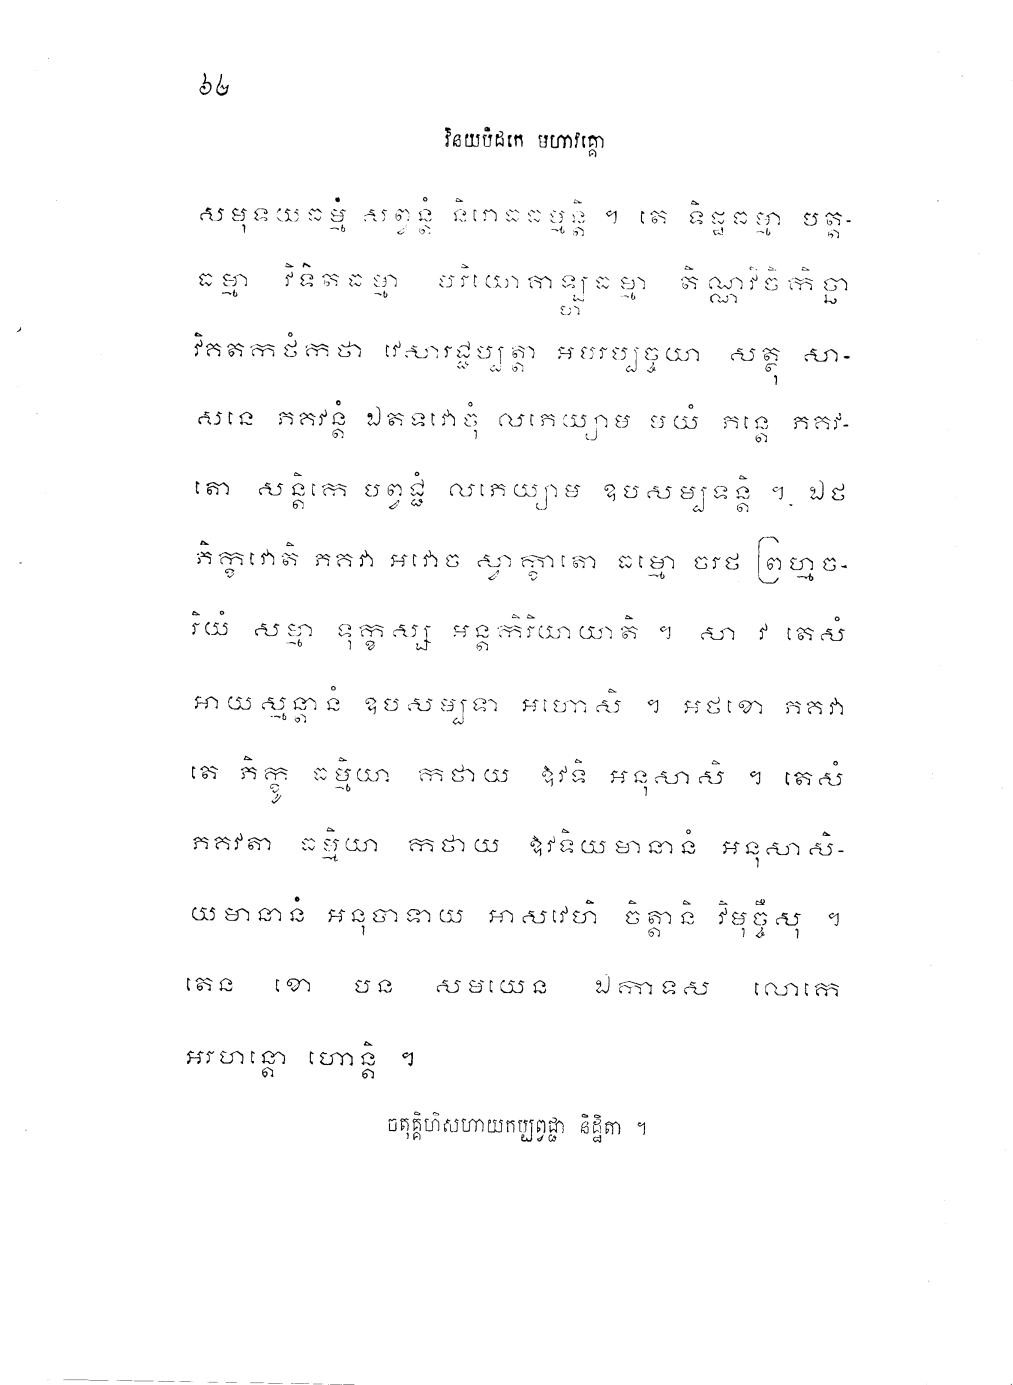 ៦៤
វិនយបិដកេ មហាវគ្គោ
សមុទយធម្មំ សព្វន្តំ និរោធធម្មន្តិ ។ តេ ទិដ្ឋធម្មា បត្ត-
ធម្មា វិទិតធម្មា បរិយោគាឡ្ហធម្មា តិណ្ណវិចិកិច្ឆា
វិគតកថំកថា វេសារជ្ជប្បត្តា អបរប្បច្ចយា សត្ថុ សា-
សនេ ភគវន្តំ ឯតទវោចុំ លភេយ្យាម មយំ ភន្តេ ភគវ-
តោ សន្តិកេ បព្វជ្ជំ លភេយ្យាម ឧបសម្បទន្តិ ។ ឯថ
ភិក្ខវោតិ ភគវា អវោច ស្វាក្ខាតោ ធម្មោ ចរថ ព្រហ្មច-
រិយំ សម្មា ទុក្ខស្ស អន្តកិរិយាយាតិ ។ សា វ តេសំ
អាយស្មន្តានំ ឧបសម្បទា អហោសិ ។ អថខោ ភគវា
តេ ភិក្ខូ ធម្មិយា កថាយ ឱវទិ អនុសាសិ ។ តេសំ
ភគវតា ធម្មិយា កថាយ ឱវទិយមានានំ អនុសាសិ-
យមានានំ អនុបាទាយ អាសវេហិ ចិត្តានិ វិមុច្ចឹសុ ។
តេន ខោ បន សមយេន ឯកាទស លោកេ
អរហន្តោ ហោន្តិ ។
ចតុគ្គិហិសហាយកប្បព្វជ្ជា និដ្ឋិតា ។